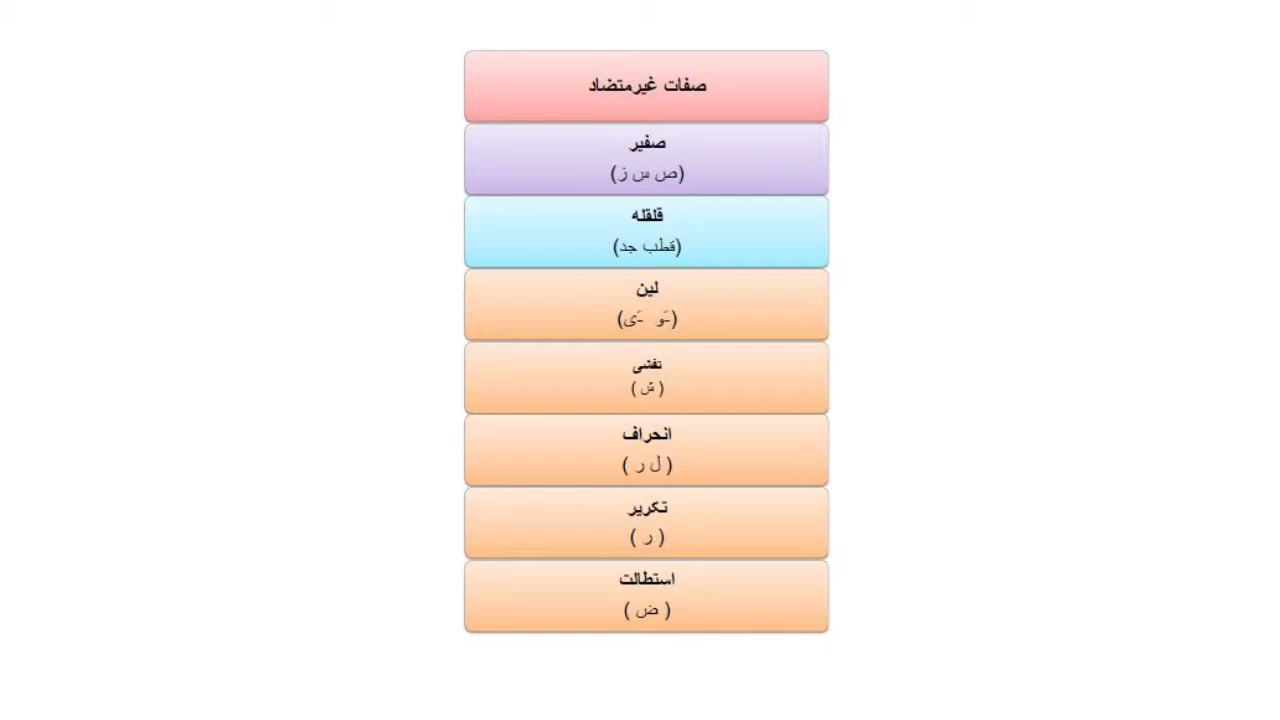 صفات غیرمتضاد
صفیر
(ص س ز)
قلقله
(قطب جد)
لین
(ـَو ـَی)
تفشی
( ش )
انحراف
( ل ر )
تکریر
( ر )
استطالت
( ض )